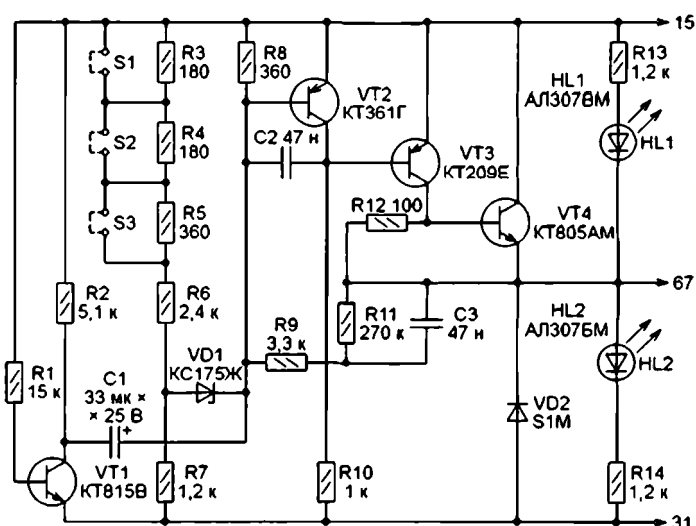 15
S1
R3
180
R8
360
R13
1,2 к
HL1
АЛ307ВМ
VT2
КТ361Г
S2
R4
180
C2 47 н
HL1
VT3
КТ209Е
S3
R5
360
R12 100
VT4
КТ805АМ
67
R2
5,1 к
R6
2,4 к
R11
270 к
C3
47 н
HL2
АЛ307БМ
R9
3,3 к
R1
15 к
VD1
КС175Ж
HL2
C1
33 мк ×
× 25 В
+
VD2
S1M
VT1
КТ815В
R7
1,2 к
R10
1 к
R14
1,2 к
31